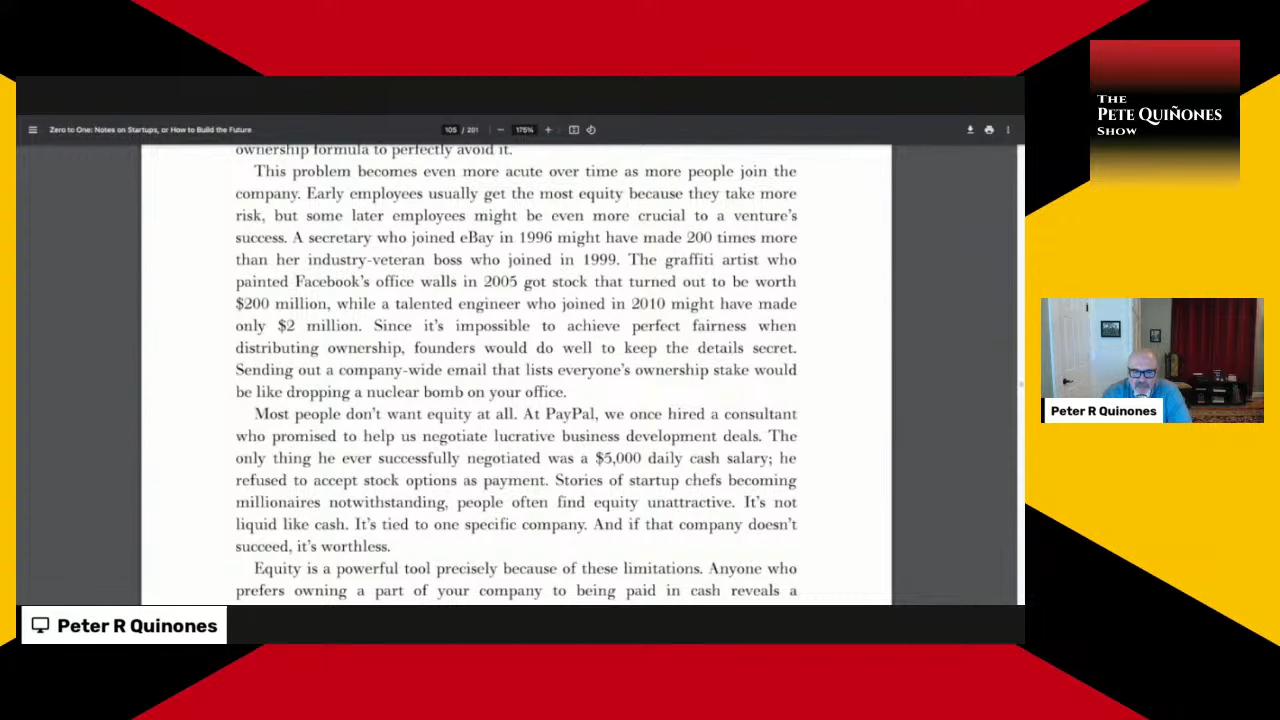 THE
PETE QUIÑONES
SHOW
Zero to One: Notes on Startups, or How to Build the Future
105 / 201
175%
ownership formula to perfectly avoid it.
This problem becomes even more acute over time as more people join the
company. Early employees usually get the most equity because they take more
risk, but some later employees might be even more crucial to a venture's
success. A secretary who joined eBay in 1996 might have made 200 times more
than her industry-veteran boss who joined in 1999. The graffiti artist who
painted Facebook's office walls in 2005 got stock that turned out to be worth
$200 million, while a talented engineer who joined in 2010 might have made
only $2 million. Since it's impossible to achieve perfect fairness when
distributing ownership, founders would do well to keep the details secret.
Sending out a company-wide email that lists everyone's ownership stake would
be like dropping a nuclear bomb on your office.
Most people don't want equity at all. At PayPal, we once hired a consultant
who promised to help us negotiate lucrative business development deals. The
only thing he ever successfully negotiated was a $5,000 daily cash salary; he
refused to accept stock options as payment. Stories of startup chefs becoming
millionaires notwithstanding, people often find equity unattractive. It's not
liquid like cash. It's tied to one specific company. And if that company doesn't
succeed, it's worthless.
Equity is a powerful tool precisely because of these limitations. Anyone who
prefers owning a part of your company to being paid in cash reveals a
Peter R Quinones
Peter R Quinones